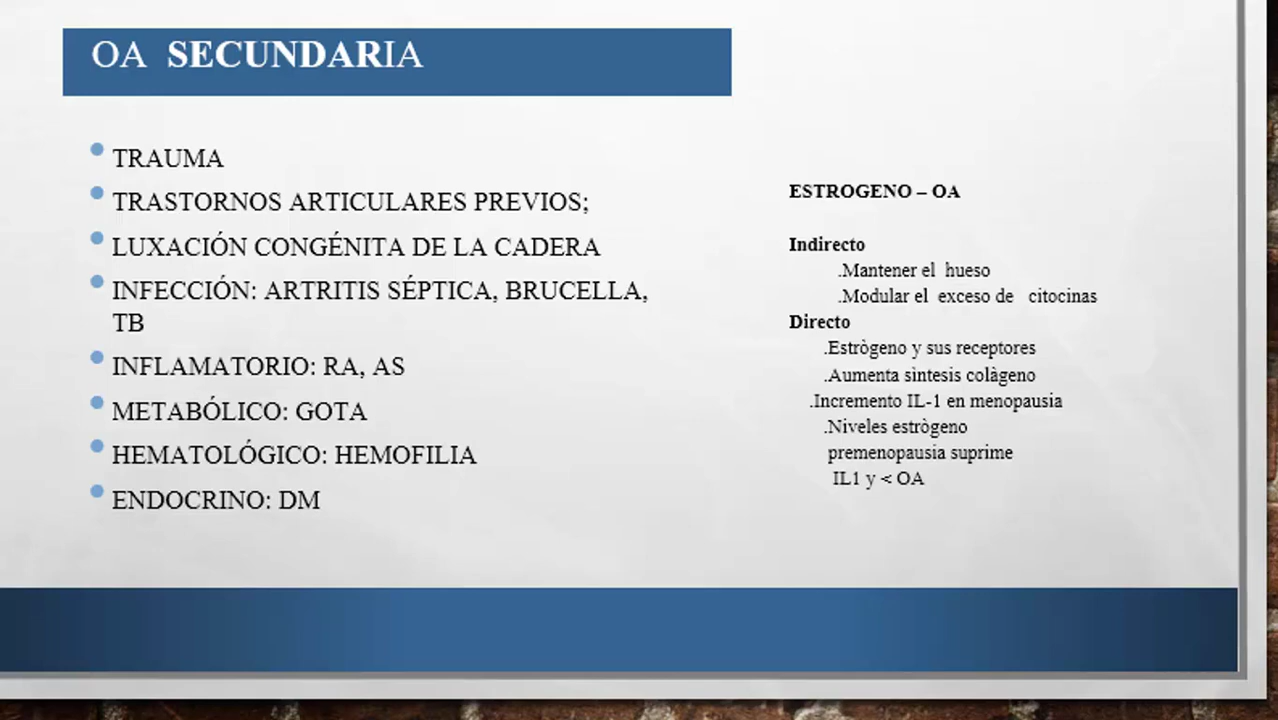 OA SECUNDARIA
TRAUMA
TRASTORNOS ARTICULARES PREVIOS;
LUXACIÓN CONGÉNITA DE LA CADERA
INFECCIÓN: ARTRITIS SÉPTICA, BRUCELLA,
TB
INFLAMATORIO: RA, AS
METABÓLICO: GOTA
HEMATOLÓGICO: HEMOFILIA
ENDOCRINO: DM
ESTROGENO – OA
Indirecto
.Mantener el hueso
.Modular el exceso de citocinas
Directo
.Estrògeno y sus receptores
.Aumenta sìntesis colàgeno
.Incremento IL-1 en menopausia
.Niveles estrògeno
premenopausia suprime
IL1 y < OA